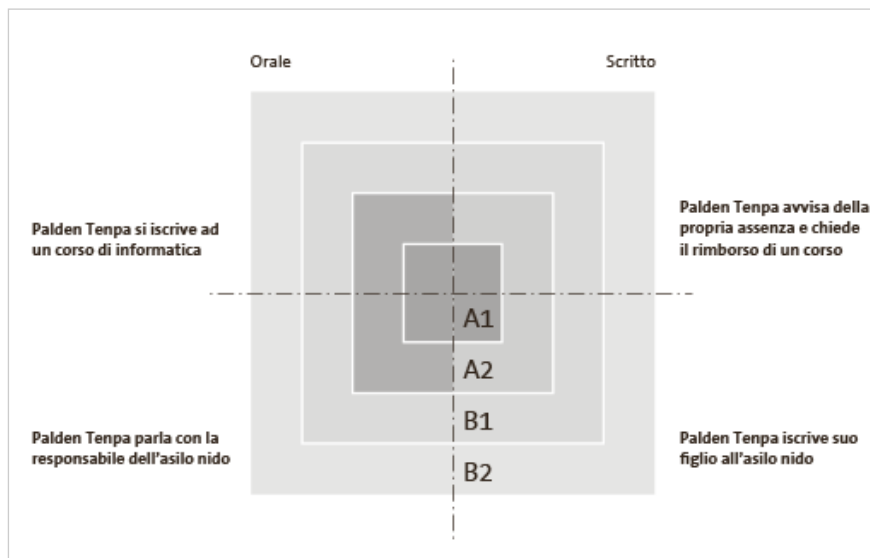 Orale
Scritto
Palden Tenpa si iscrive ad
un corso di informatica
Palden Tenpa avvisa della
propria assenza e chiede
il rimborso di un corso
A1
A2
B1
B2
Palden Tenpa parla con la
responsabile dell'asilo nido
Palden Tenpa iscrive suo
figlio all'asilo nido